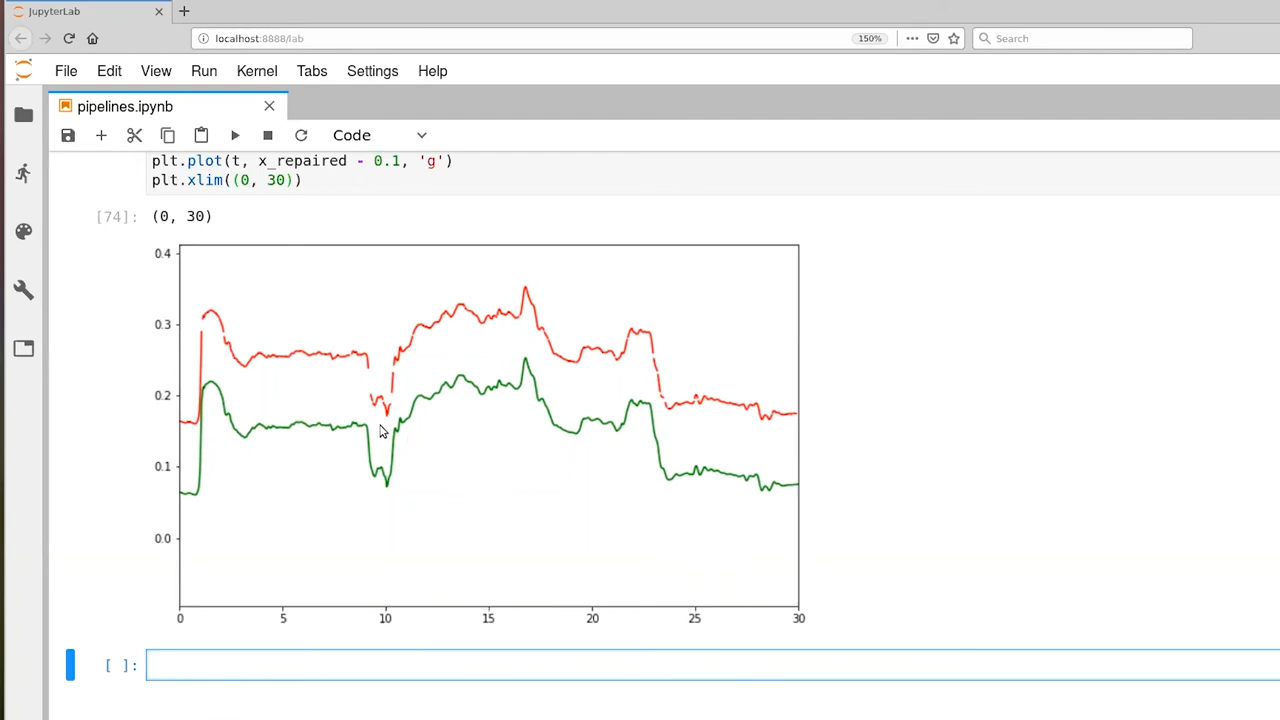 JupyterLab
localhost:8888/lab
150%
Search
File Edit View Run Kernel Tabs Settings Help
pipelines.ipynb
Code
plt.plot(t, x_repaired - 0.1, 'g')
plt.xlim((0, 30))
[74]: (0, 30)
0.4
0.3
0.2
0.1
0.0
0 5 10 15 20 25 30
[ ]: